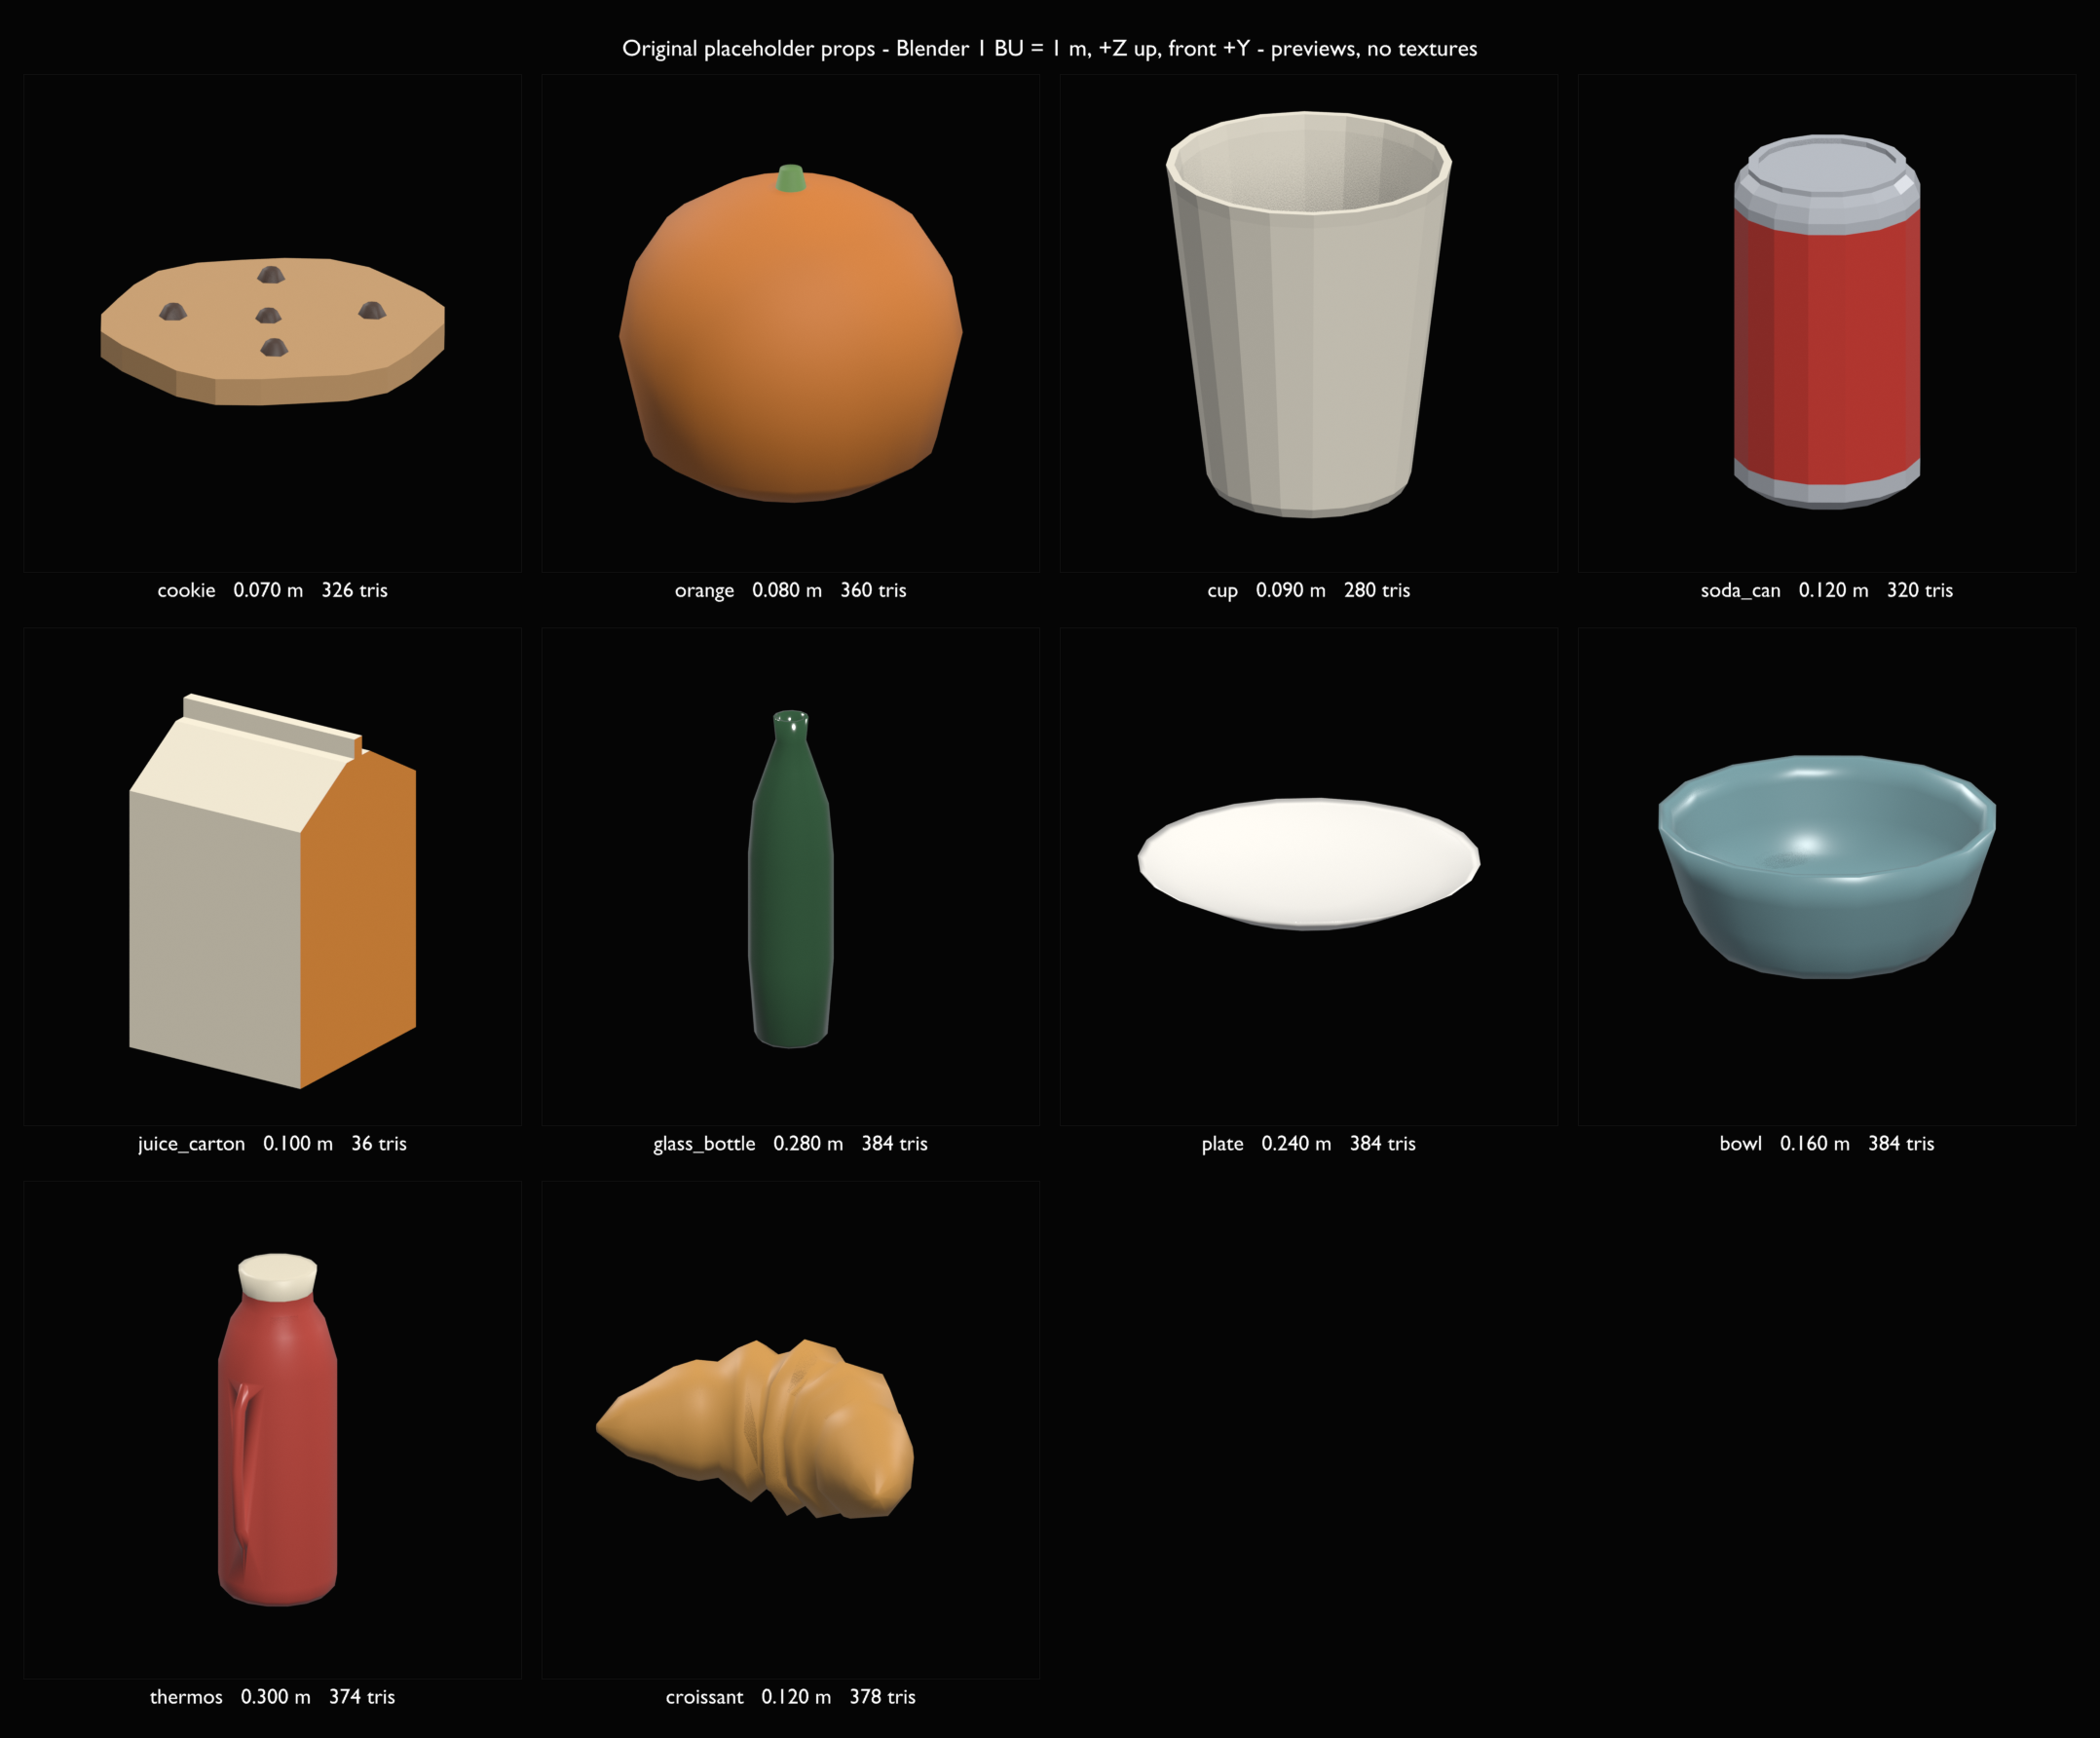 Original placeholder props - Blender 1 BU = 1 m, +Z up, front +Y - previews, no textures
cookie 0.070 m 326 tris
orange 0.080 m 360 tris
cup 0.090 m 280 tris
soda_can 0.120 m 320 tris
juice_carton 0.100 m 36 tris
glass_bottle 0.280 m 384 tris
plate 0.240 m 384 tris
bowl 0.160 m 384 tris
thermos 0.300 m 374 tris
croissant 0.120 m 378 tris